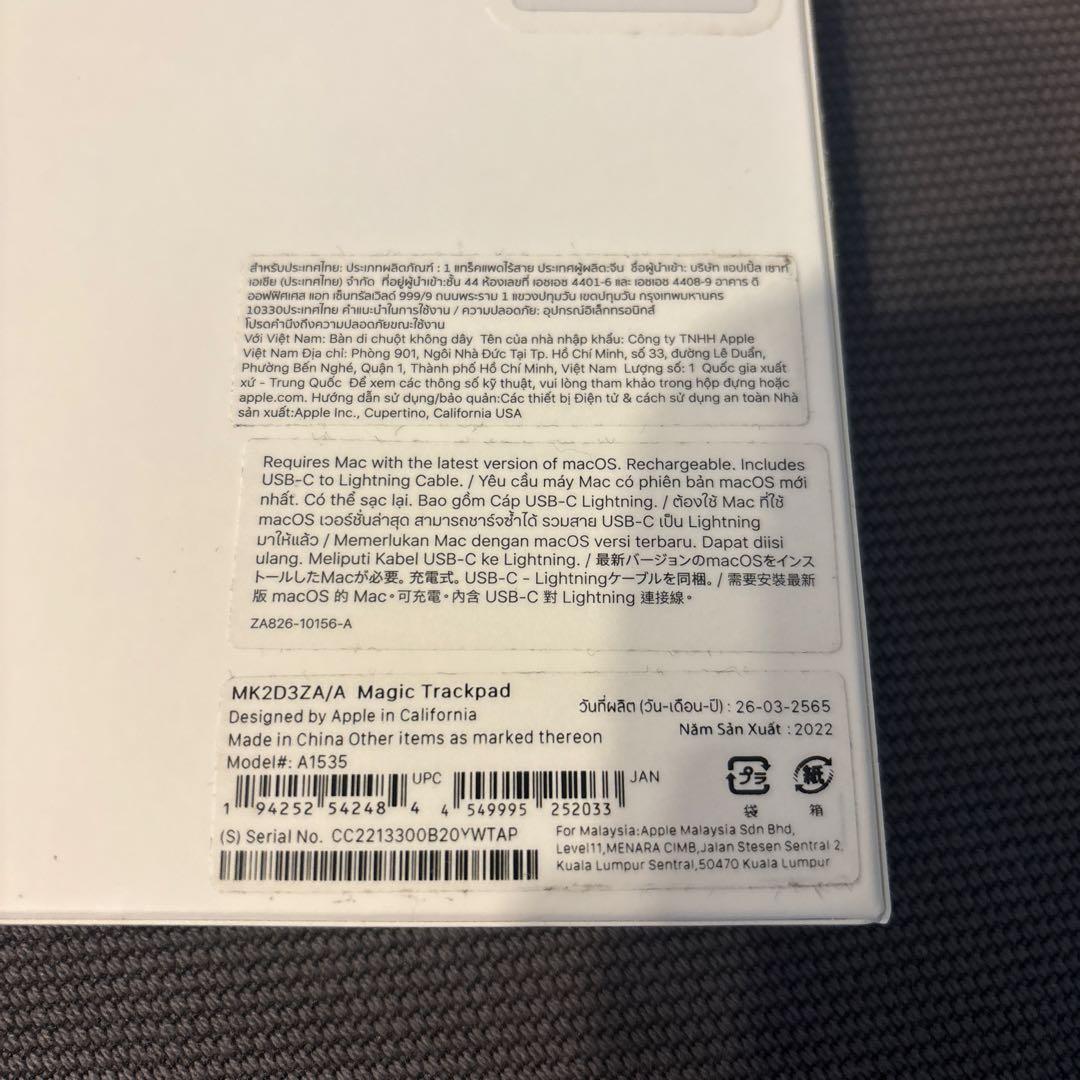 สำหรับประเทศไทย: ประเภทผลิตภัณฑ์ : 1 แทร็คแพดไร้สาย ประเทศผู้ผลิต:จีน ชื่อผู้นำเข้า: บริษัท แอปเปิ้ล เซาท์
เอเชีย (ประเทศไทย) จำกัด ที่อยู่ผู้นำเข้า:ชั้น 44 ห้องเลขที่ เอชเอช 4401-6 และ เอชเอช 4408-9 อาคาร ดิ
ออฟฟิศเศส แอท เซ็นทรัลเวิลด์ 999/9 ถนนพระราม 1 แขวงปทุมวัน เขตปทุมวัน กรุงเทพมหานคร
10330ประเทศไทย คำแนะนำในการใช้งาน / ความปลอดภัย: อุปกรณ์อิเล็กทรอนิกส์
โปรดคำนึงถึงความปลอดภัยขณะใช้งาน
Với Việt Nam: Bàn di chuột không dây Tên của nhà nhập khẩu: Công ty TNHH Apple
Việt Nam Địa chỉ: Phòng 901, Ngôi Nhà Đức Tại Tp. Hồ Chí Minh, số 33, đường Lê Duẩn,
Phường Bến Nghé, Quận 1, Thành phố Hồ Chí Minh, Việt Nam Lượng số: 1 Quốc gia xuất
xứ - Trung Quốc Để xem các thông số kỹ thuật, vui lòng tham khảo trong hộp đựng hoặc
apple.com. Hướng dẫn sử dụng/bảo quản:Các thiết bị Điện tử & cách sử dụng an toàn Nhà
sản xuất:Apple Inc., Cupertino, California USA
Requires Mac with the latest version of macOS. Rechargeable. Includes
USB-C to Lightning Cable. / Yêu cầu máy Mac có phiên bản macOS mới
nhất. Có thể sạc lại. Bao gồm Cáp USB-C Lightning. / ต้องใช้ Mac ที่ใช้
macOS เวอร์ชั่นล่าสุด สามารถชาร์จซ้ำได้ รวมสาย USB-C เป็น Lightning
มาให้แล้ว / Memerlukan Mac dengan macOS versi terbaru. Dapat diisi
ulang. Meliputi Kabel USB-C ke Lightning. / 最新バージョンのmacOSをインス
トールしたMacが必要。充電式。USB-C - Lightningケーブルを同梱。/ 需要安裝最新
版 macOS 的 Mac。可充電。內含 USB-C 對 Lightning 連接線。
ZA826-10156-A
MK2D3ZA/A Magic Trackpad
Designed by Apple in California
Made in China Other items as marked thereon
Model#: A1535
วันที่ผลิต (วัน-เดือน-ปี) : 26-03-2565
Năm Sản Xuất : 2022
UPC
1 94252 54248 4
JAN
4 549995 252033
プラ
袋
紙
箱
(S) Serial No. CC2213300B20YWTAP
For Malaysia:Apple Malaysia Sdn Bhd,
Level11,MENARA CIMB,Jalan Stesen Sentral 2,
Kuala Lumpur Sentral,50470 Kuala Lumpur